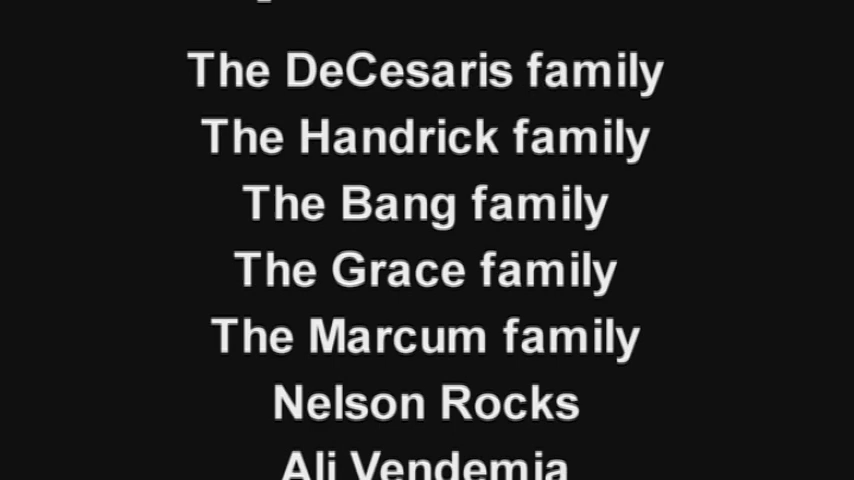 The DeCesaris family
The Handrick family
The Bang family
The Grace family
The Marcum family
Nelson Rocks
Ali Vendemia